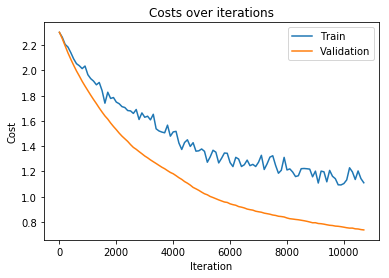 Costs over iterations
Train
Validation
Cost
2.2
2.0
1.8
1.6
1.4
1.2
1.0
0.8
0 2000 4000 6000 8000 10000
Iteration